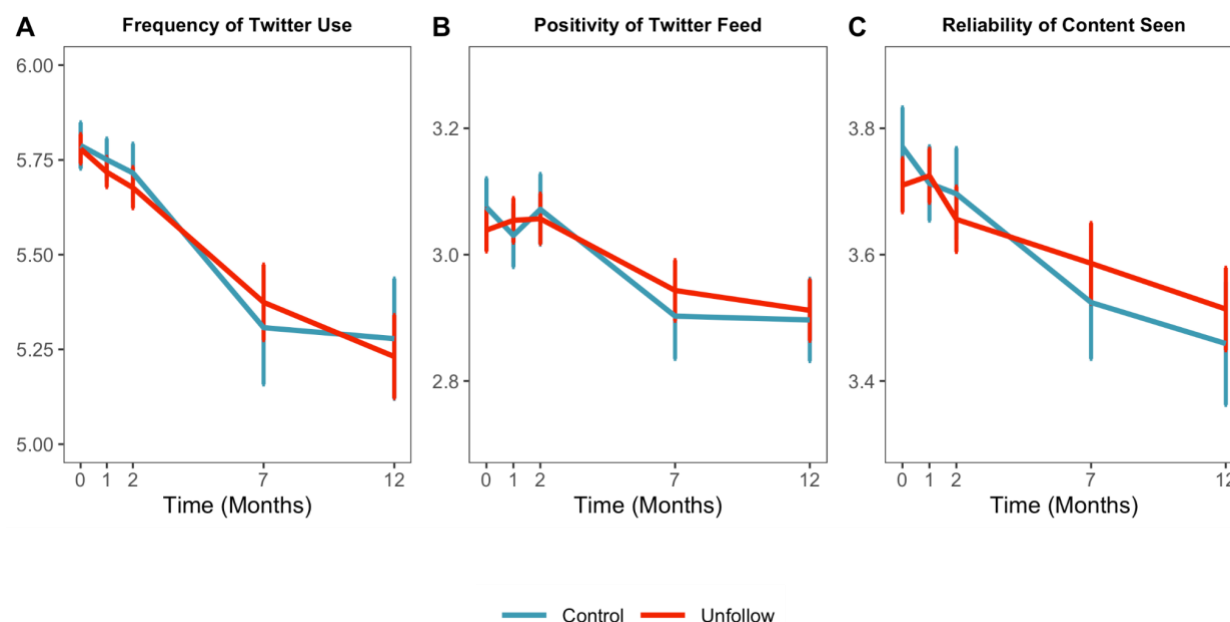 A Frequency of Twitter Use
6.00
5.75
5.50
5.25
5.00
0 1 2 7 12
Time (Months)
B Positivity of Twitter Feed
3.2
3.0
2.8
0 1 2 7 12
Time (Months)
C Reliability of Content Seen
3.8
3.6
3.4
0 1 2 7 12
Time (Months)
Control Unfollow